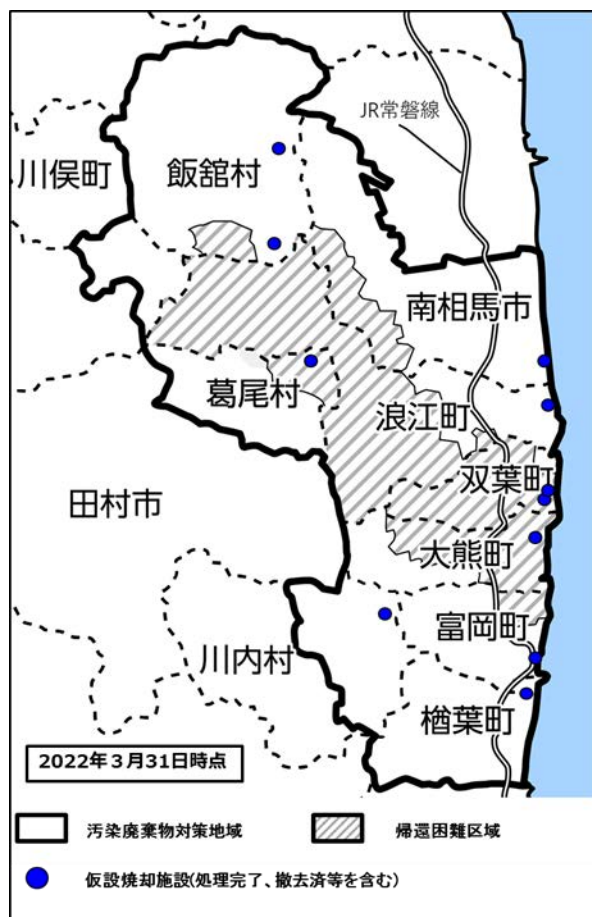 JR常磐線
川俣町
飯舘村
南相馬市
葛尾村
浪江町
双葉町
田村市
大熊町
富岡町
川内村
楢葉町
2022年3月31日時点
汚染廃棄物対策地域
帰還困難区域
仮設焼却施設(処理完了、撤去済等を含む)